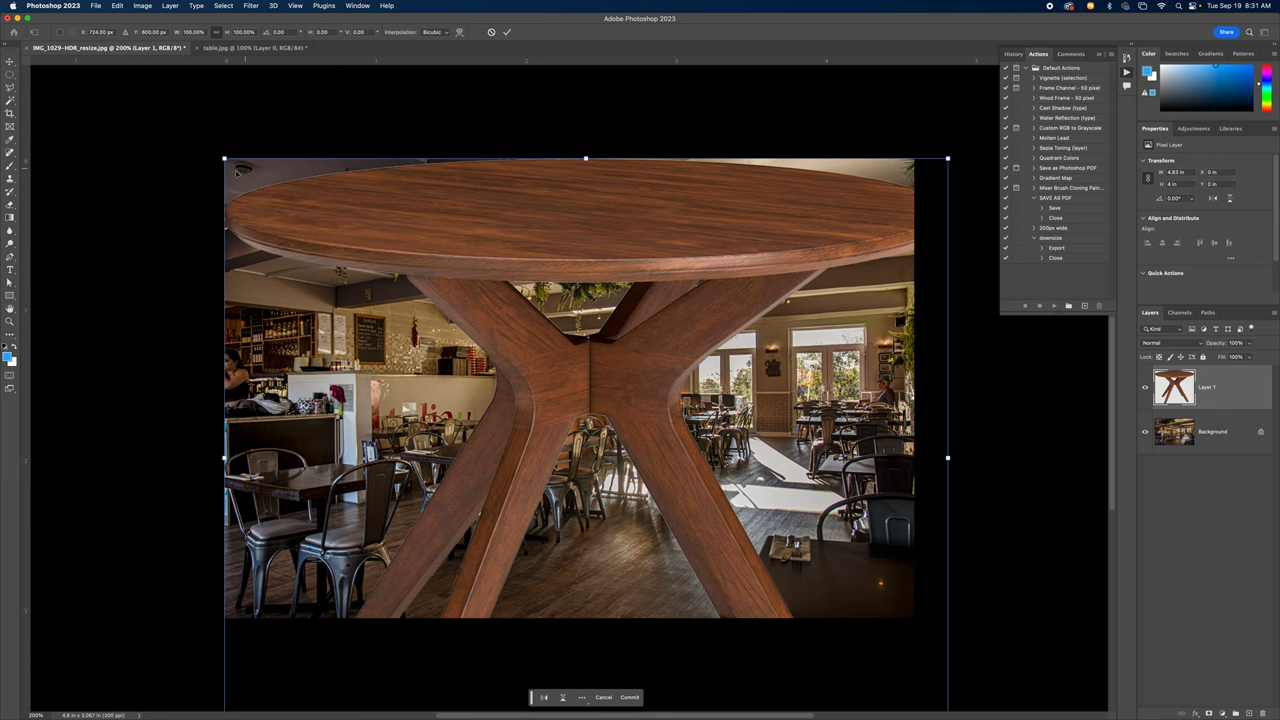 Photoshop 2023 File Edit Image Layer Type Select Filter 3D View Plugins Window Help Tue Sep 19 8:31 AM
Adobe Photoshop 2023
X: 724.00 px Y: 600.00 px W: 100.00% H: 100.00% 0.00 ° H: 0.00 ° V: 0.00 ° Interpolation: Bicubic Share
IMG_1029-HDR_resize.jpg @ 200% (Layer 1, RGB/8*) * × table.jpg @ 100% (Layer 0, RGB/8#) *
History Actions Comments
Default Actions
Vignette (selection)
Frame Channel - 50 pixel
Wood Frame - 50 pixel
Cast Shadow (type)
Water Reflection (type)
Custom RGB to Grayscale
Molten Lead
Sepia Toning (layer)
Quadrant Colors
Save as Photoshop PDF
Gradient Map
Mixer Brush Cloning Pain...
SAVE AS PDF
Save
Close
200px wide
downsize
Export
Close
Color Swatches Gradients Patterns
Properties Adjustments Libraries
Pixel Layer
Transform
W: 4.83 in X: 0 in
H: 4 in Y: 0 in
0.00°
Align and Distribute
Align:
Quick Actions
Layers Channels Paths
Kind
Normal Opacity: 100%
Lock: Fill: 100%
Layer 1
Background
Cancel Commit
200% 4.6 in x 3.067 in (300 ppi)